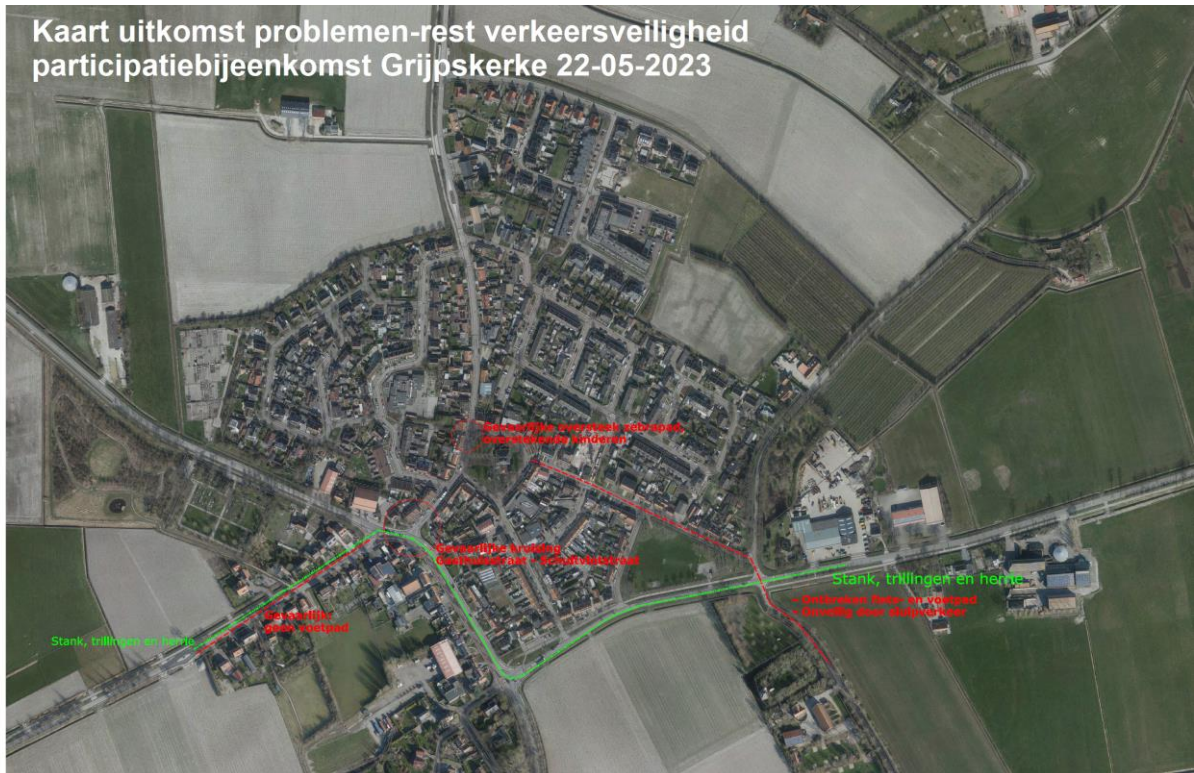 Kaart uitkomst problemen-rest verkeersveiligheid
participatiebijeenkomst Grijpskerke 22-05-2023
Gevaarlijke oversteek zebrapad,
overstekende kinderen
Gevaarlijke kruising
Gevaarlijk:
geen voetpad
Stank, trillingen en herrie
Stank, trillingen en herrie
- Ontbreken fiets- en voetpad
- Onveilig door sluipverkeer